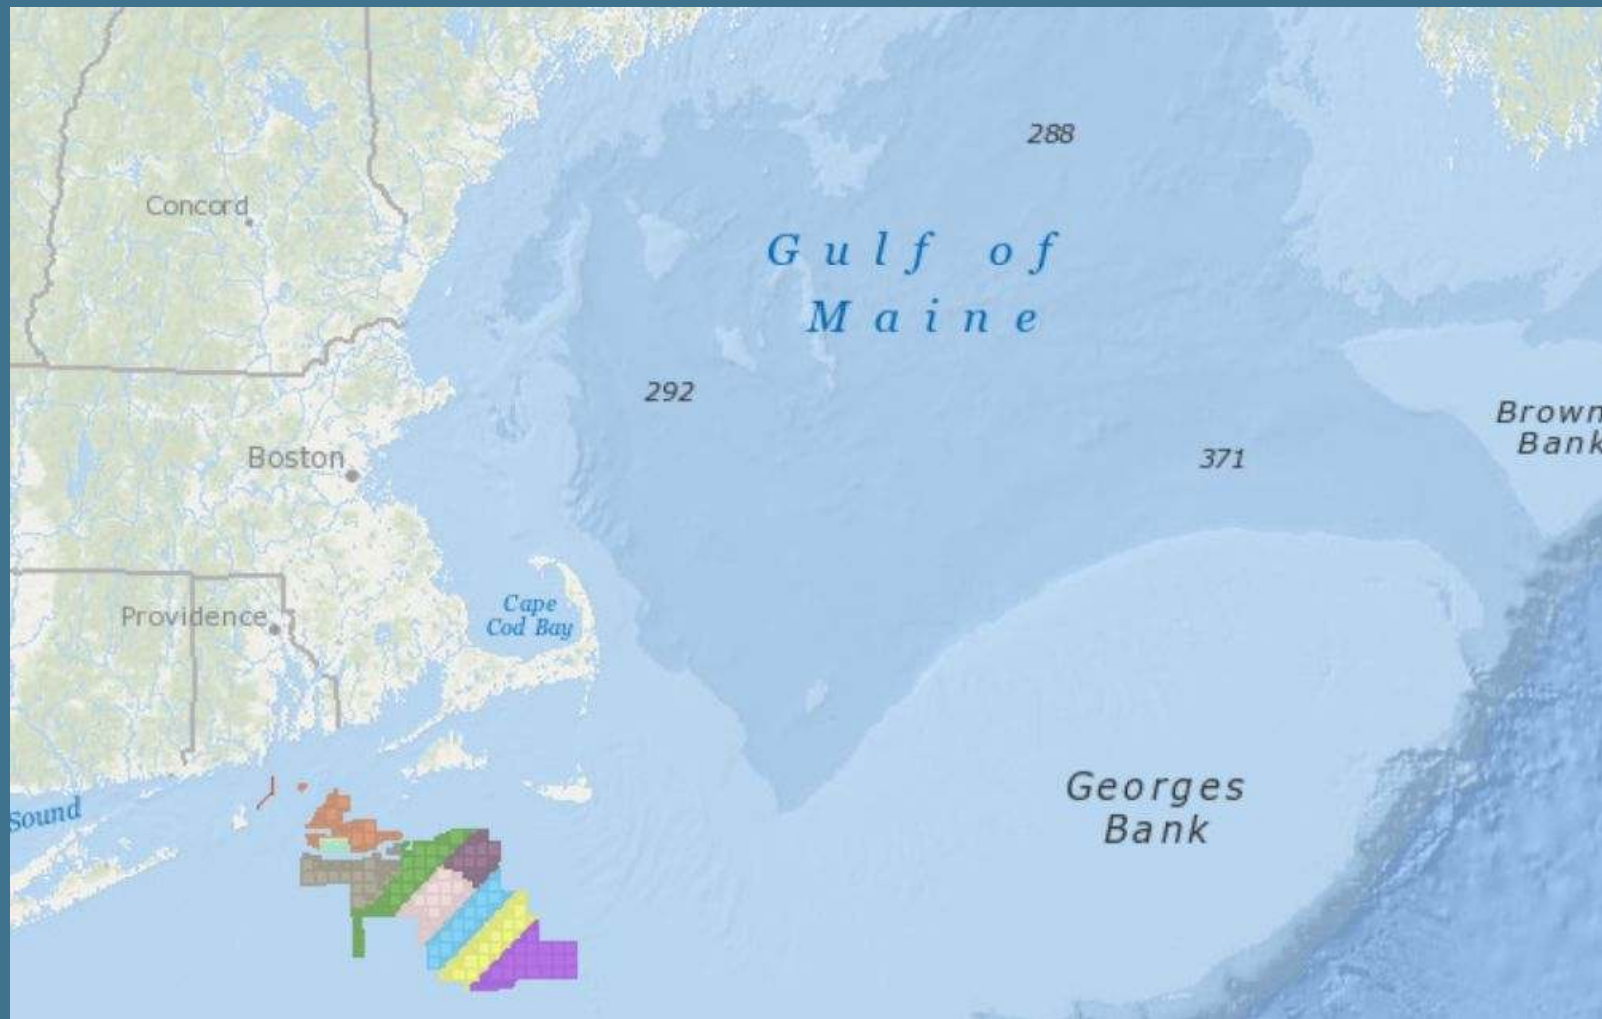 288
Concord
Gulf of
Maine
292
Brown
Bank
Boston
371
Cape
Cod Bay
Providence
Georges
Bank
Sound